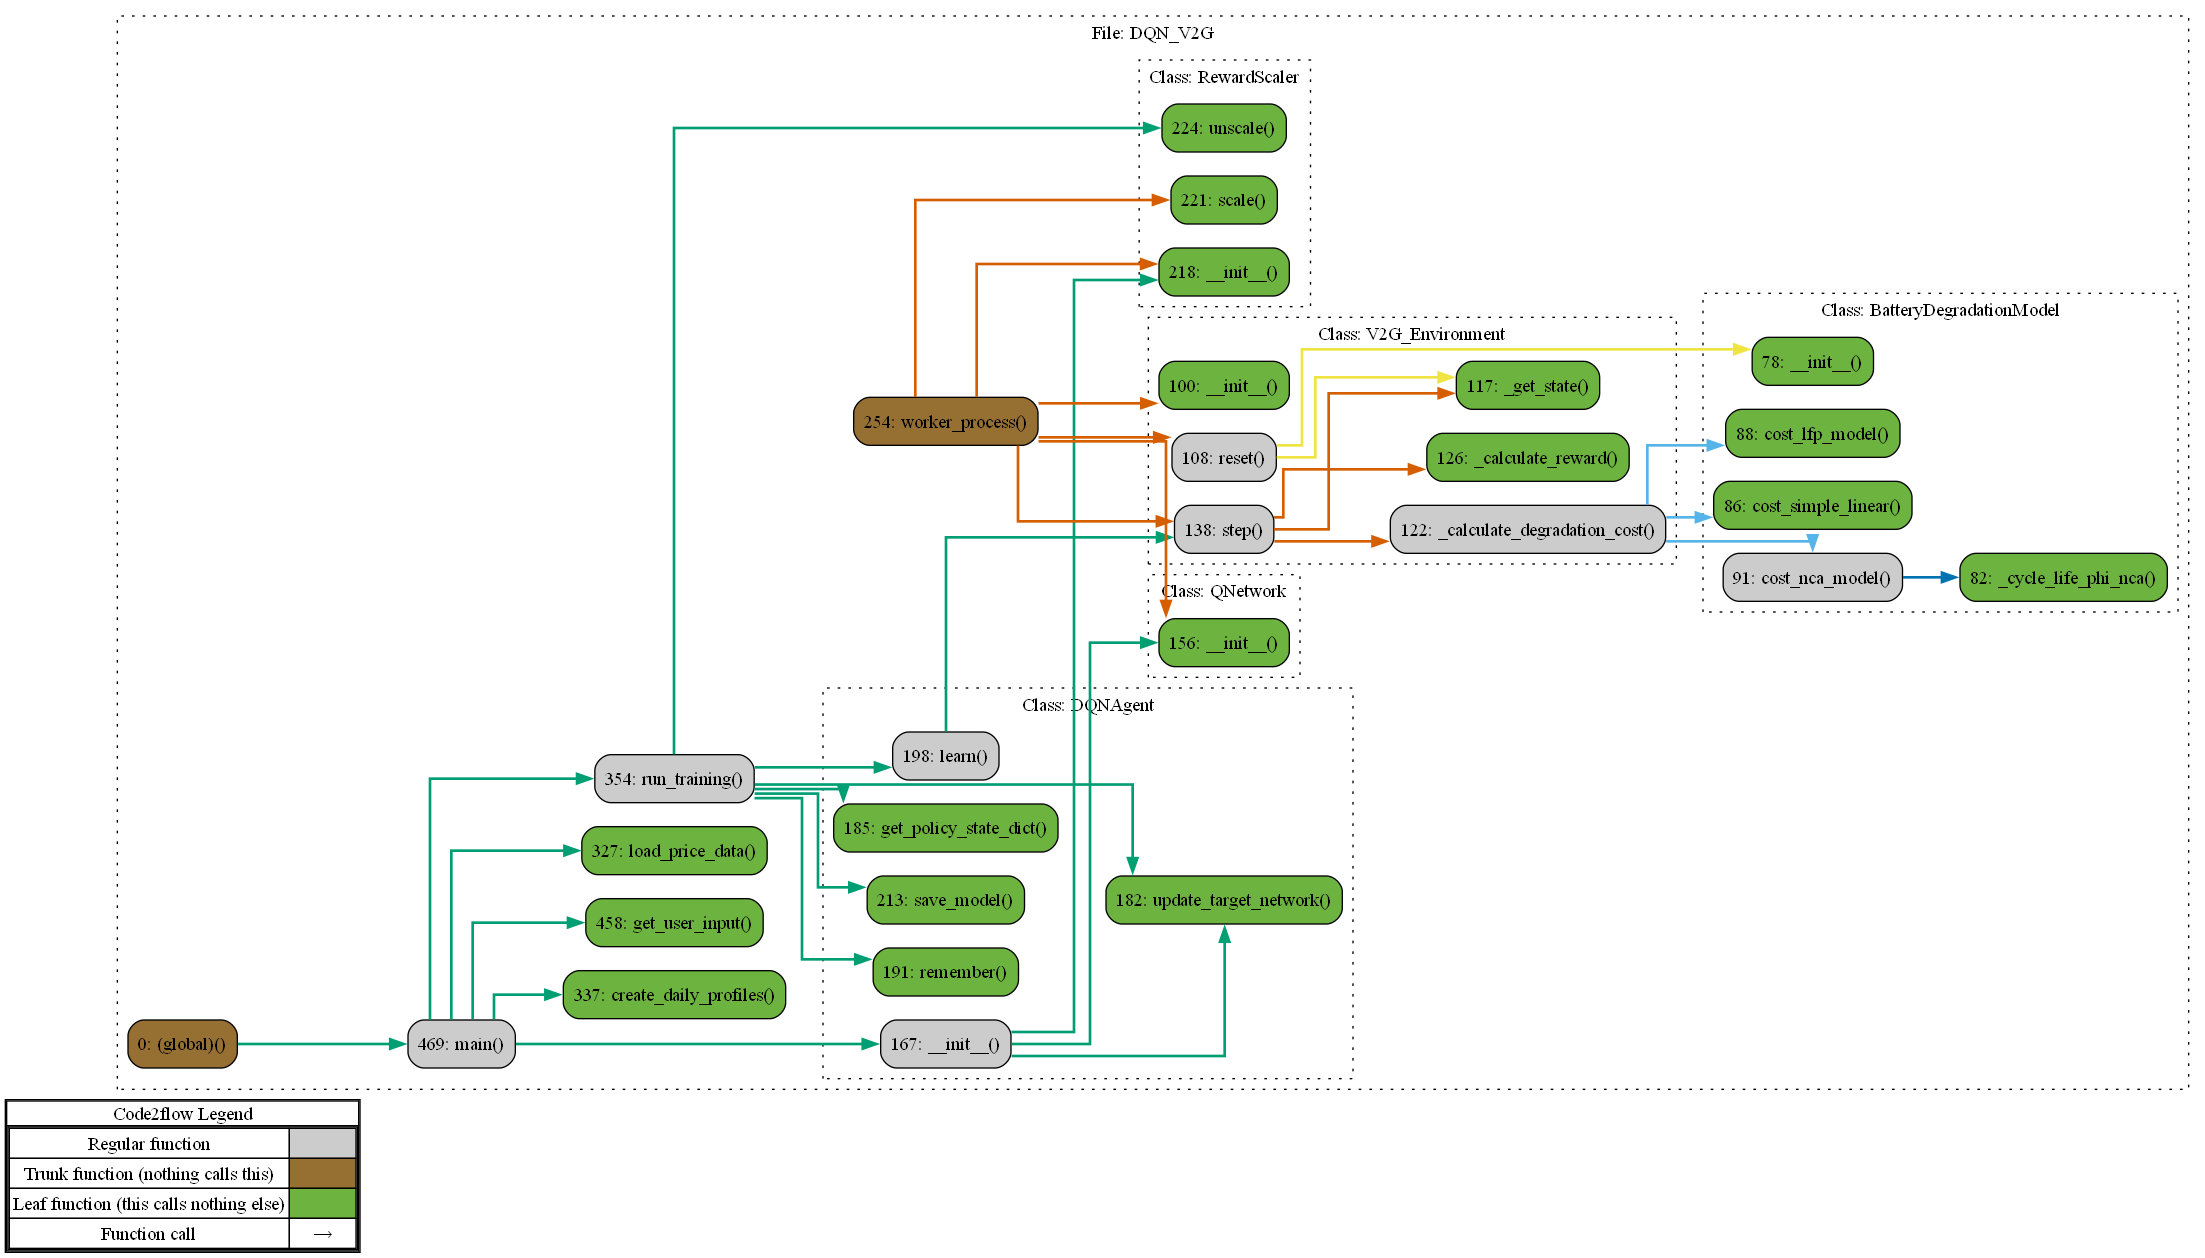 File: DQN_V2G
Class: RewardScaler
224: unscale()
221: scale()
218: __init__()
Class: BatteryDegradationModel
Class: V2G_Environment
78: __init__()
100: __init__()
117: _get_state()
254: worker_process()
88: cost_lfp_model()
108: reset()
126: _calculate_reward()
86: cost_simple_linear()
138: step()
122: _calculate_degradation_cost()
91: cost_nca_model()
82: _cycle_life_phi_nca()
Class: QNetwork
156: __init__()
Class: DQNAgent
198: learn()
354: run_training()
185: get_policy_state_dict()
327: load_price_data()
213: save_model()
182: update_target_network()
458: get_user_input()
191: remember()
337: create_daily_profiles()
0: (global)()
469: main()
167: __init__()
Code2flow Legend
Regular function
Trunk function (nothing calls this)
Leaf function (this calls nothing else)
Function call →